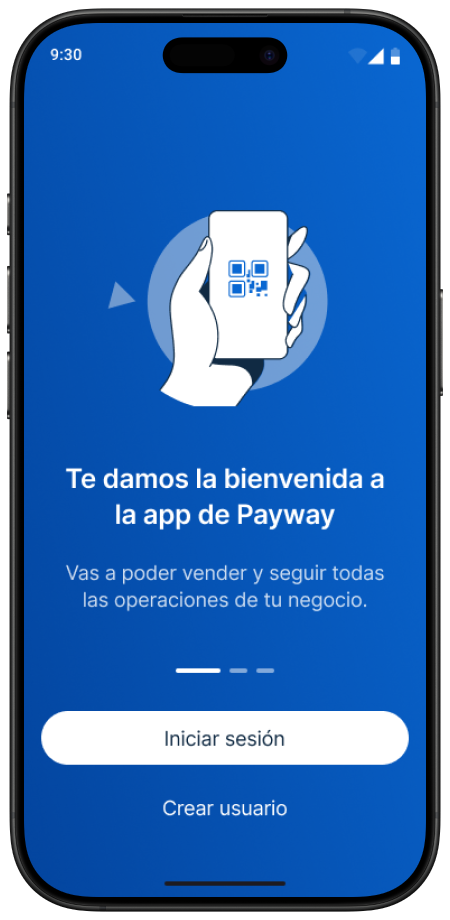 9:30
Te damos la bienvenida a
la app de Payway
Vas a poder vender y seguir todas
las operaciones de tu negocio.
Iniciar sesión
Crear usuario